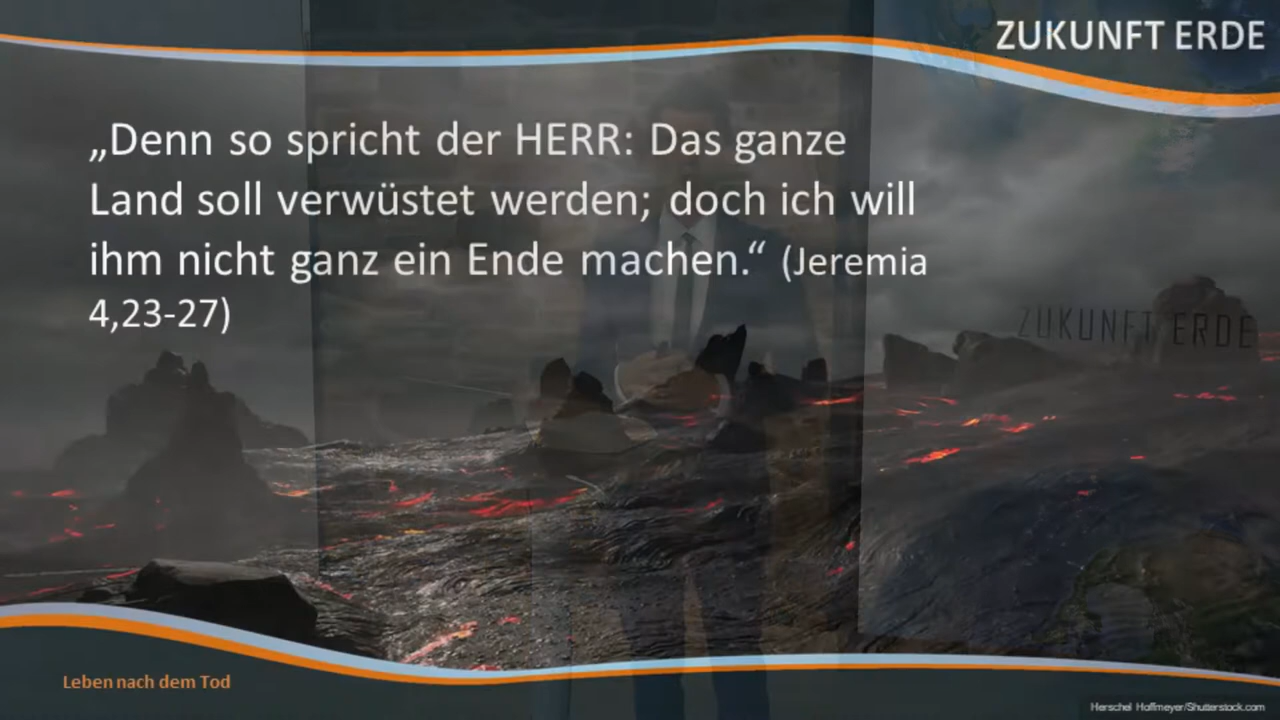 ZUKUNFT ERDE
„Denn so spricht der HERR: Das ganze
Land soll verwüstet werden; doch ich will
ihm nicht ganz ein Ende machen.“ (Jeremia
4,23-27)
ZUKUNFT ERDE
Leben nach dem Tod
Herschel Hoffmeyer/Shutterstock.com